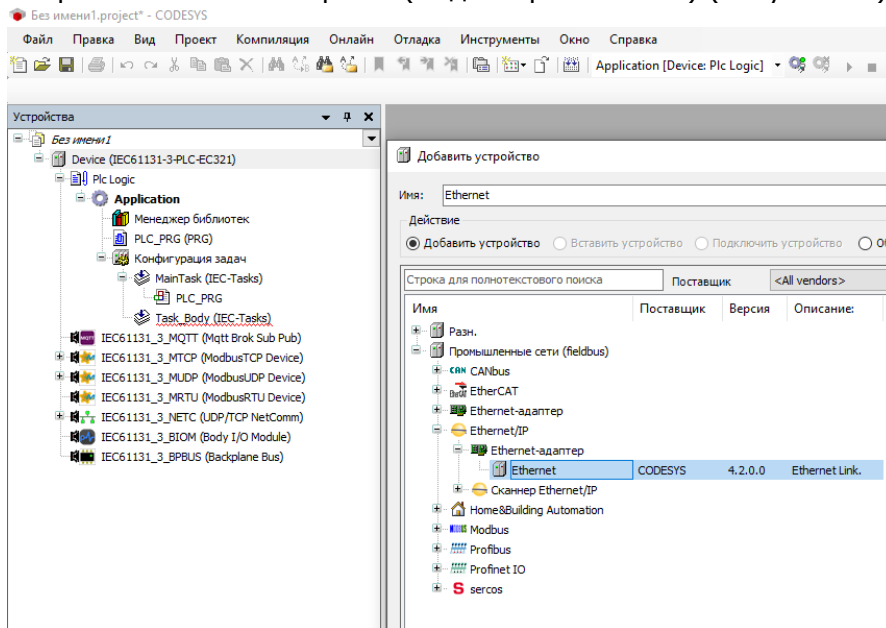 Без имени1.project* - CODESYS
Файл Правка Вид Проект Компиляция Онлайн Отладка Инструменты Окно Справка
Application [Device: Plc Logic]
Устройства
Без имени1
Device (IEC61131-3-PLC-EC321)
Plc Logic
Application
Менеджер библиотек
PLC_PRG (PRG)
Конфигурация задач
MainTask (IEC-Tasks)
PLC_PRG
Task_Body (IEC-Tasks)
IEC61131_3_MQTT (Mqtt Brok Sub Pub)
IEC61131_3_MTCP (ModbusTCP Device)
IEC61131_3_MUDP (ModbusUDP Device)
IEC61131_3_MRTU (ModbusRTU Device)
IEC61131_3_NETC (UDP/TCP NetComm)
IEC61131_3_BIOM (Body I/O Module)
IEC61131_3_BPBUS (Backplane Bus)
Добавить устройство
Имя: Ethernet
Действие
Добавить устройство Вставить устройство Подключить устройство
Строка для полнотекстового поиска Поставщик <All vendors>
Имя Поставщик Версия Описание:
Разн.
Промышленные сети (fieldbus)
CAN CANbus
EtherCAT
Ethernet-адаптер
Ethernet/IP
Ethernet-адаптер
Ethernet CODESYS 4.2.0.0 Ethernet Link.
Сканнер Ethernet/IP
Home&Building Automation
Modbus
Profibus
Profinet IO
S sercos